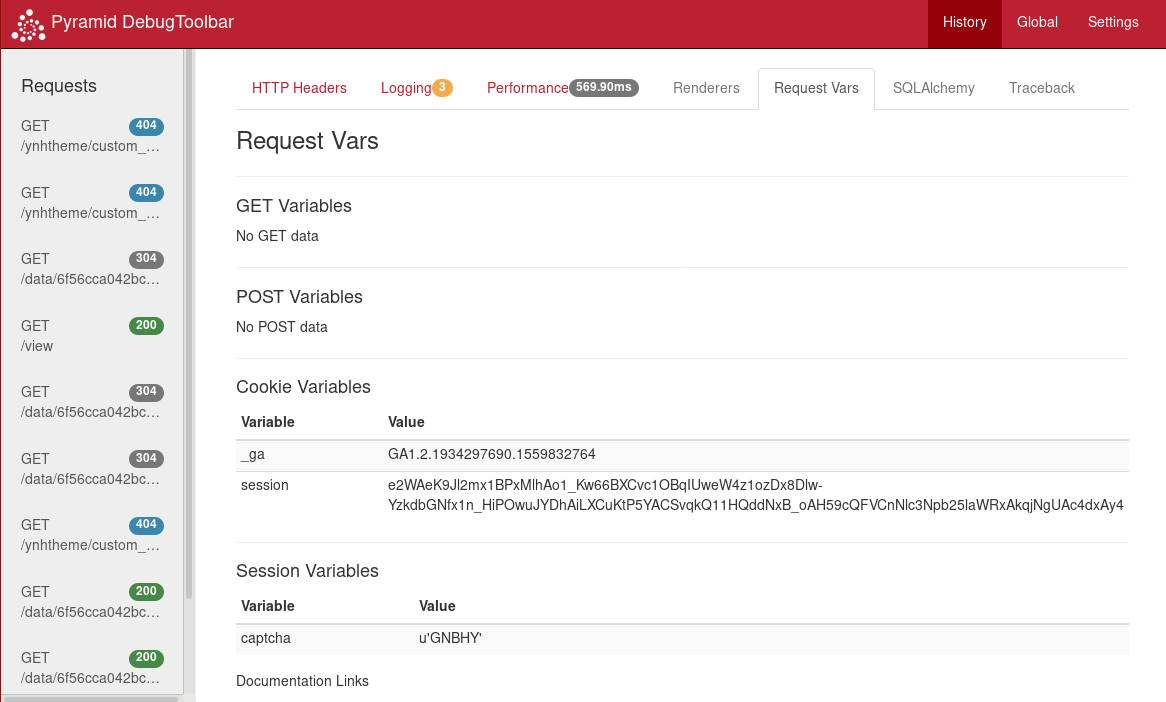 Pyramid DebugToolbar
History Global Settings
Requests
GET 404
/ynhtheme/custom_...
GET 404
/ynhtheme/custom_...
GET 304
/data/6f56cca042bc...
GET 200
/view
GET 304
/data/6f56cca042bc...
GET 304
/data/6f56cca042bc...
GET 404
/ynhtheme/custom_...
GET 200
/data/6f56cca042bc...
GET 200
/data/6f56cca042bc...
HTTP Headers Logging 3 Performance 569.90ms Renderers Request Vars SQLAlchemy Traceback
Request Vars
GET Variables
No GET data
POST Variables
No POST data
Cookie Variables
Variable Value
_ga GA1.2.1934297690.1559832764
session e2WAeK9Jl2mx1BPxMlhAo1_Kw66BXCvc1OBqIUweW4z1ozDx8Dlw-
YzkdbGNfx1n_HiPOwuJYDhAiLXCuKtP5YACSvqkQ11HQddNxB_oAH59cQFVCnNlc3Npb25laWRxAkqjNgUAc4dxAy4
Session Variables
Variable Value
captcha u'GNBHY'
Documentation Links